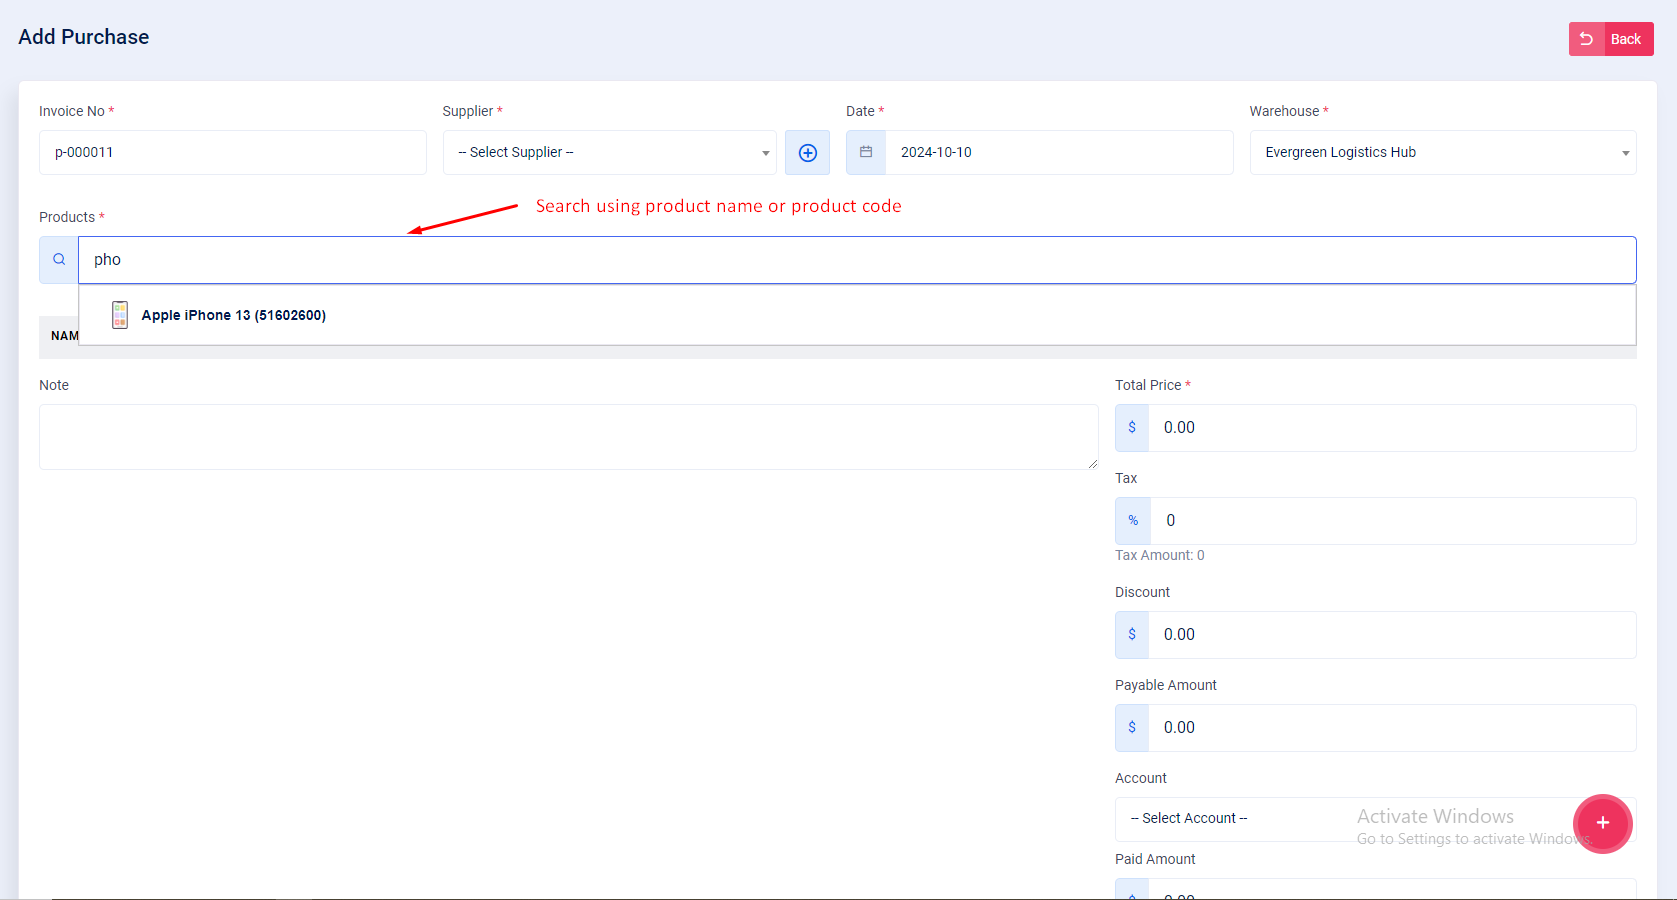 Add Purchase
Back
Invoice No *
Supplier *
Date *
Warehouse *
p-000011
-- Select Supplier --
2024-10-10
Evergreen Logistics Hub
Search using product name or product code
Products *
pho
Apple iPhone 13 (51602600)
NAM
Note
Total Price *
$ 0.00
Tax
% 0
Tax Amount: 0
Discount
$ 0.00
Payable Amount
$ 0.00
Account
-- Select Account --
Activate Windows
Go to Settings to activate Windows.
Paid Amount